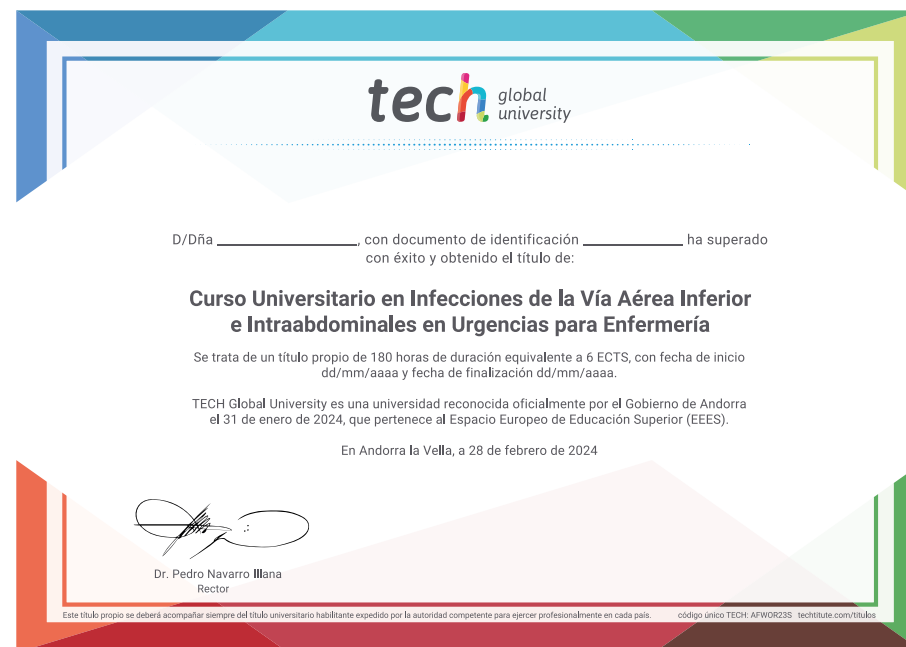 tech global university
D/Dña ____________________, con documento de identificación ______________ ha superado
con éxito y obtenido el título de:
Curso Universitario en Infecciones de la Vía Aérea Inferior
e Intraabdominales en Urgencias para Enfermería
Se trata de un título propio de 180 horas de duración equivalente a 6 ECTS, con fecha de inicio
dd/mm/aaaa y fecha de finalización dd/mm/aaaa.
TECH Global University es una universidad reconocida oficialmente por el Gobierno de Andorra
el 31 de enero de 2024, que pertenece al Espacio Europeo de Educación Superior (EEES).
En Andorra la Vella, a 28 de febrero de 2024
Dr. Pedro Navarro Illana
Rector
Este título propio se deberá acompañar siempre del título universitario habilitante expedido por la autoridad competente para ejercer profesionalmente en cada país. código único TECH: AFWOR23S techtitute.com/titulos